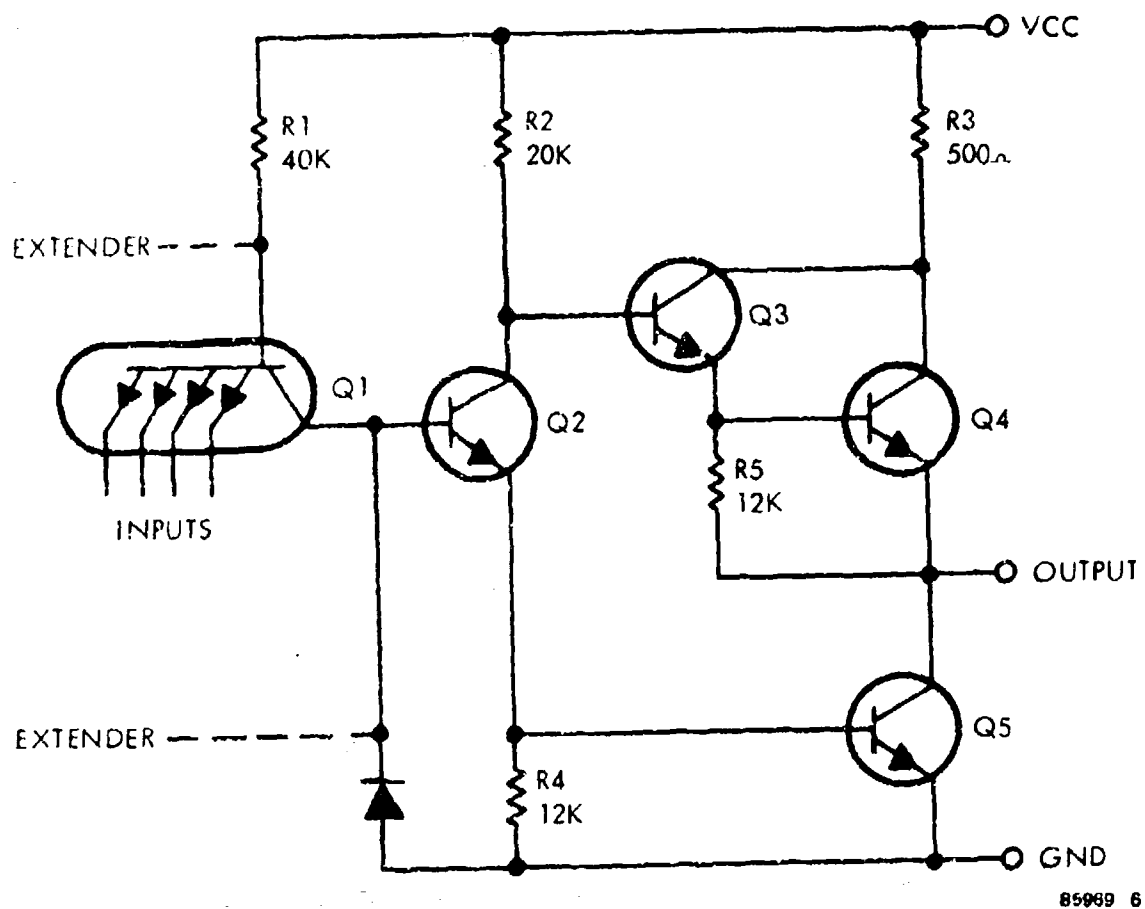 VCC
R1
40K
R2
20K
R3
500Ω
EXTENDER
Q3
Q1
Q2
Q4
R5
12K
INPUTS
OUTPUT
EXTENDER
Q5
R4
12K
GND
85969 6